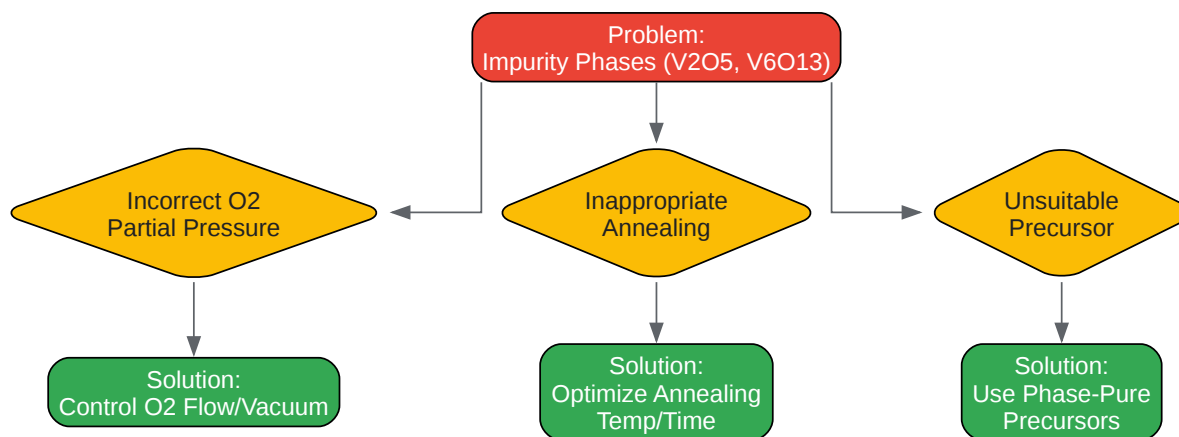 Problem:
Impurity Phases (V2O5, V6O13)
Incorrect O2
Partial Pressure
Inappropriate
Annealing
Unsuitable
Precursor
Solution:
Control O2 Flow/Vacuum
Solution:
Optimize Annealing
Temp/Time
Solution:
Use Phase-Pure
Precursors